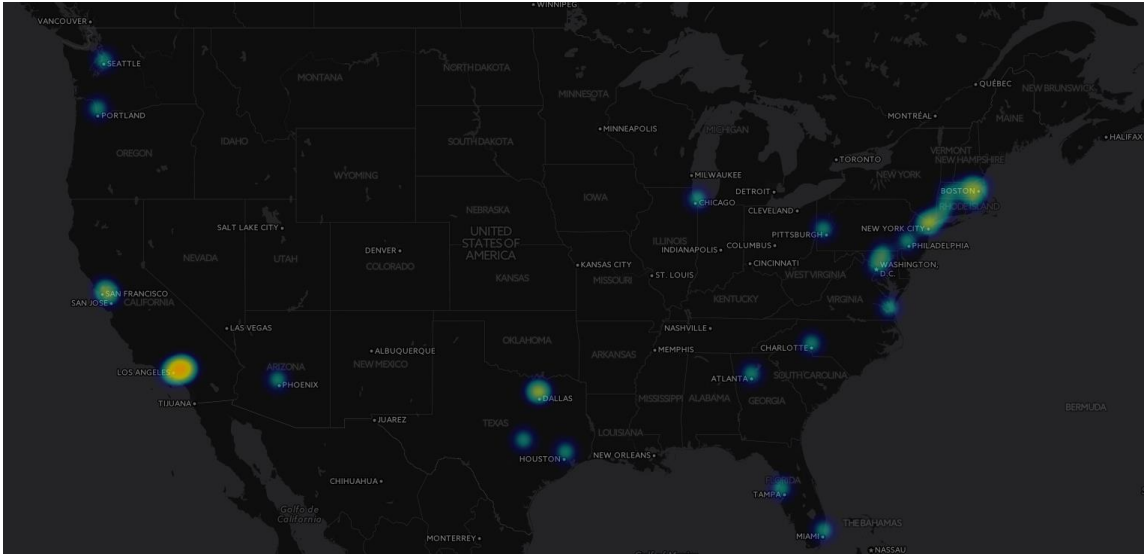 WINNIPEG
VANCOUVER
SEATTLE
NORTH DAKOTA
MONTANA
QUÉBEC
NEW BRUNSWICK
MINNESOTA
PORTLAND
MONTRÉAL
MAINE
MINNEAPOLIS
MICHIGAN
HALIFAX
IDAHO
SOUTH DAKOTA
OREGON
VERMONT
TORONTO
NEW HAMPSHIRE
WYOMING
MILWAUKEE
NEW YORK
DETROIT
BOSTON
IOWA
CHICAGO
RHODE ISLAND
NEBRASKA
CLEVELAND
SALT LAKE CITY
UNITED
STATES OF
AMERICA
NEW YORK CITY
PITTSBURGH
ILLINOIS
COLUMBUS
PHILADELPHIA
DENVER
INDIANAPOLIS
NEVADA
UTAH
COLORADO
KANSAS CITY
CINCINNATI
WASHINGTON,
D.C.
KANSAS
MISSOURI
ST. LOUIS
WEST VIRGINIA
SAN FRANCISCO
SAN JOSE
CALIFORNIA
KENTUCKY
VIRGINIA
LAS VEGAS
NASHVILLE
OKLAHOMA
ALBUQUERQUE
MEMPHIS
CHARLOTTE
ARKANSAS
ARIZONA
NEW MEXICO
LOS ANGELES
ATLANTA
SOUTH CAROLINA
PHOENIX
DALLAS
MISSISSIPPI
ALABAMA
GEORGIA
TIJUANA
BERMUDA
JUAREZ
TEXAS
LOUISIANA
HOUSTON
NEW ORLEANS
CHIHUAHUA
FLORIDA
TAMPA
Golfo de
California
THE BAHAMAS
MONTERREY
MIAMI
NASSAU